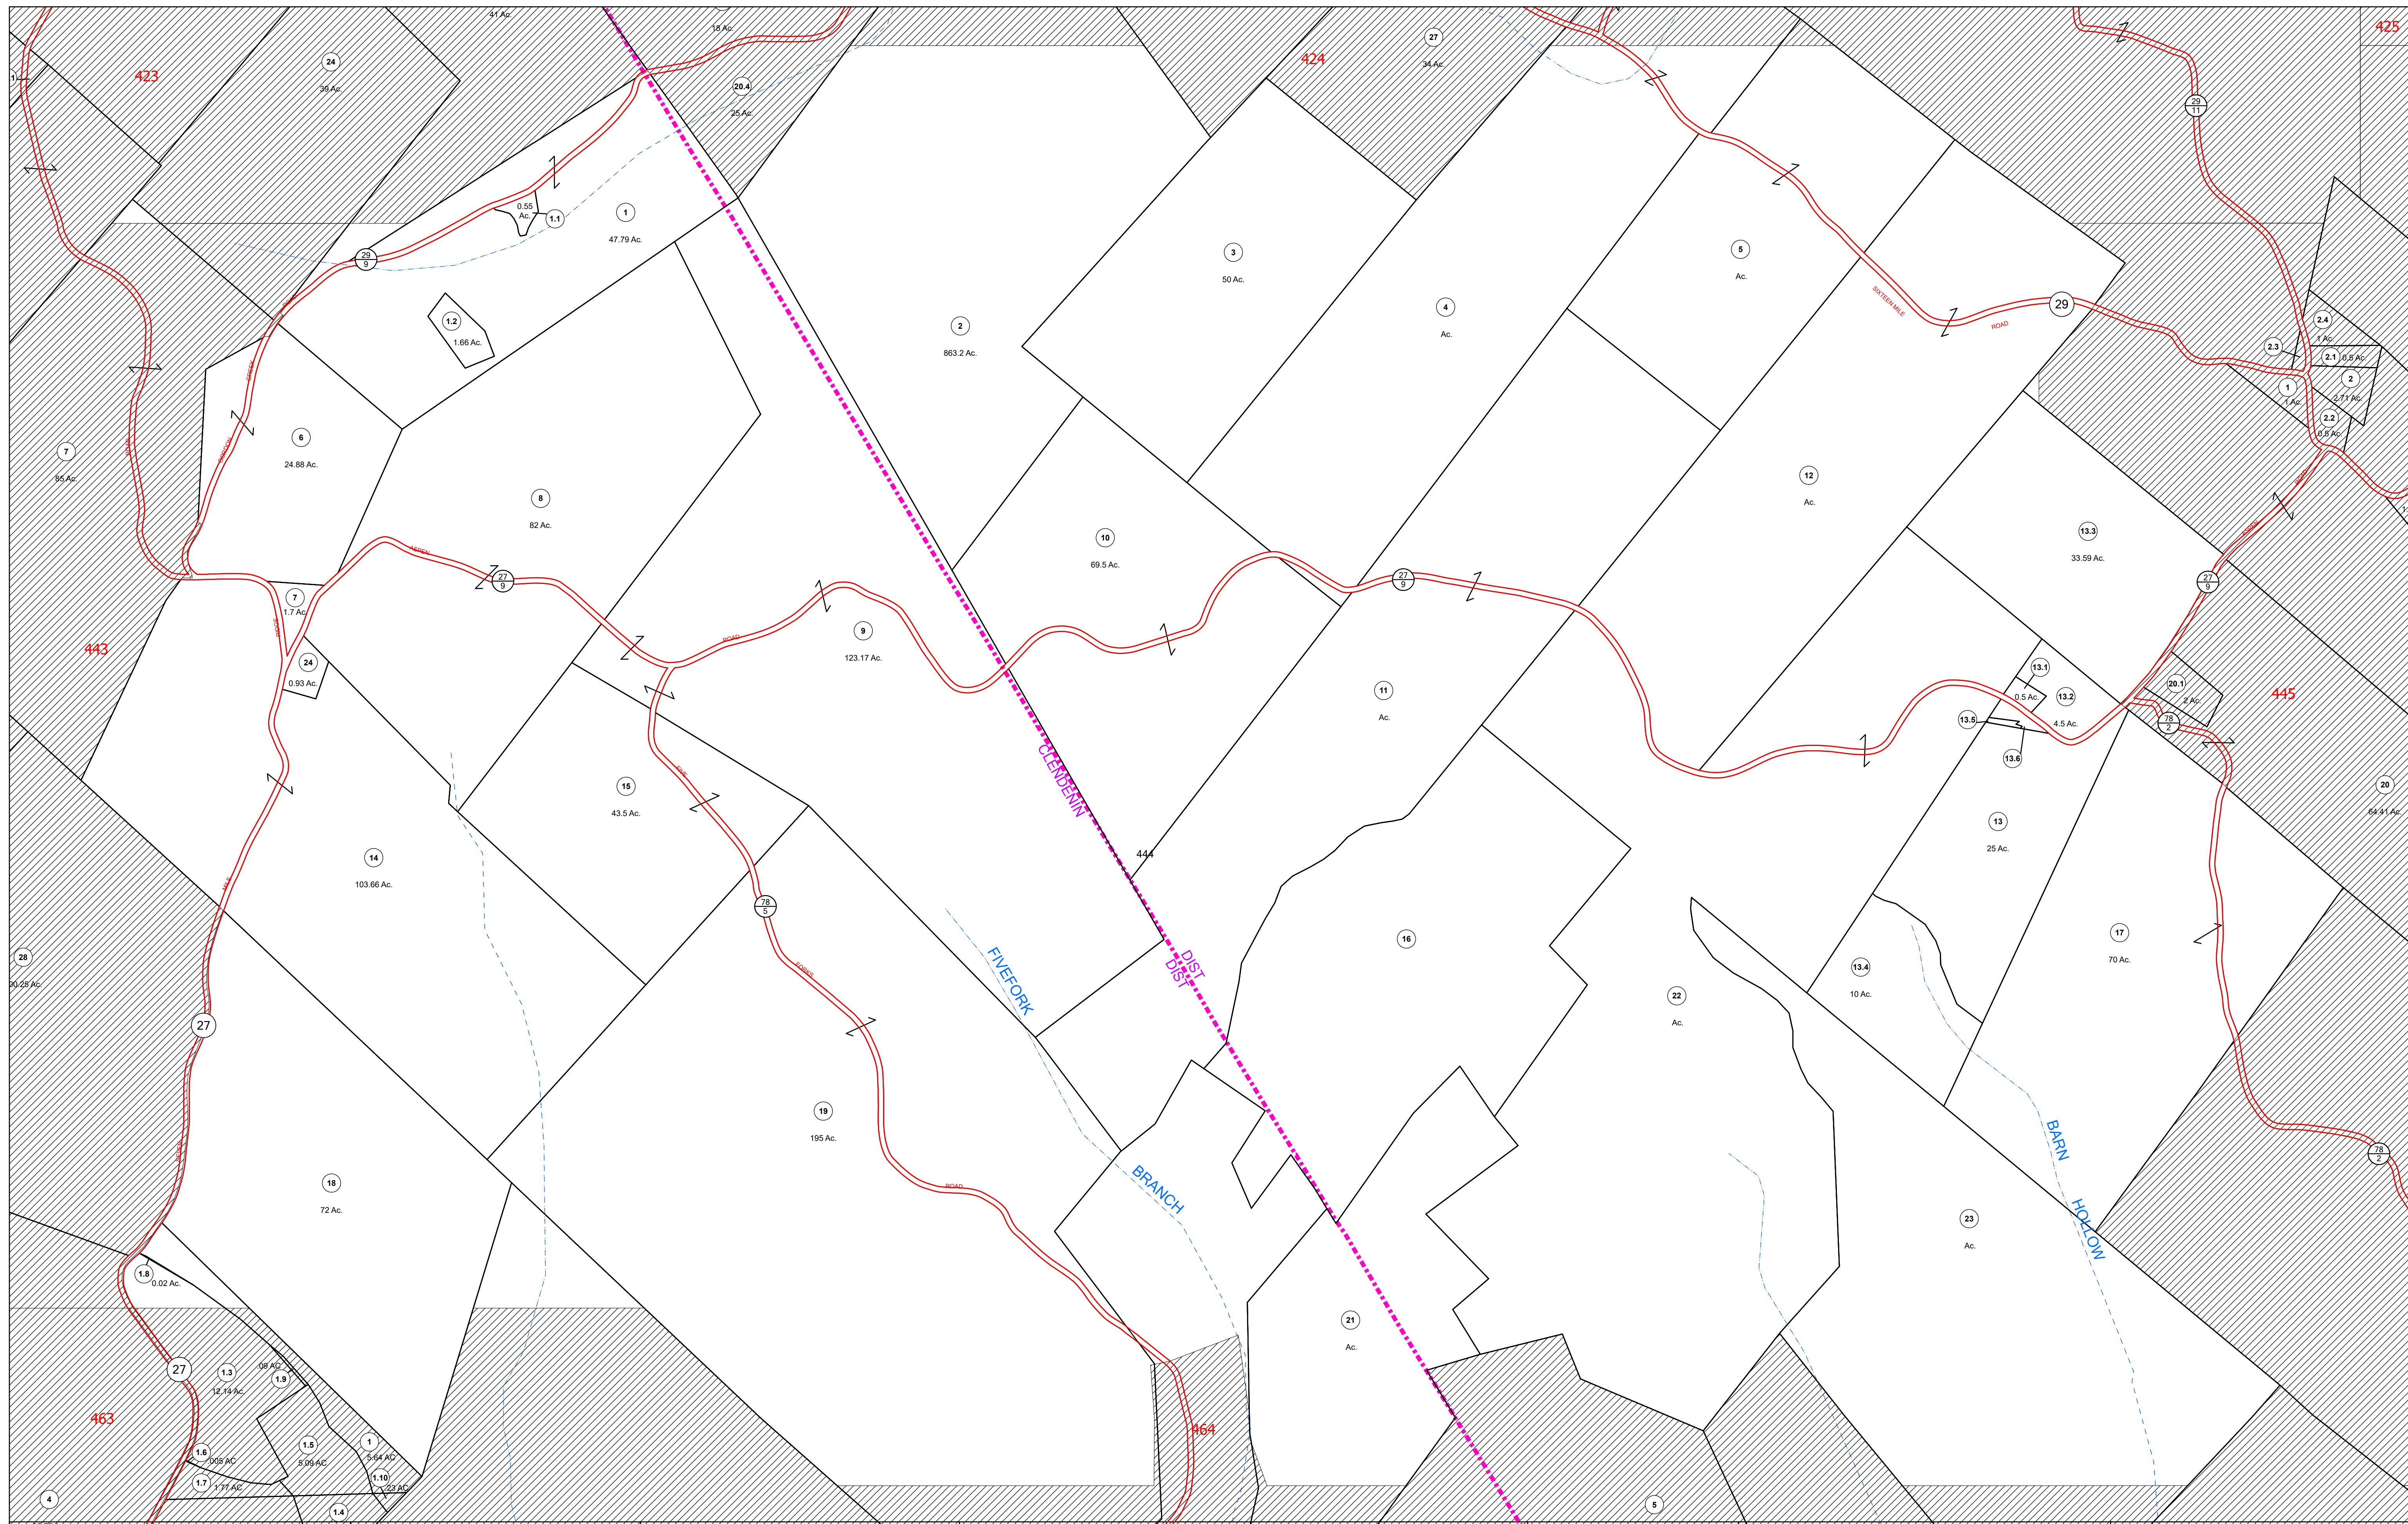 41 Ac.
18 Ac.
423
24
39 Ac.
20.4
25 Ac.
424
27
34 Ac.
425
29
11
1
0.55
Ac.
1.1
1
47.79 Ac.
29
9
ROAD
3
50 Ac.
5
Ac.
SIXTEEN MILE
ROAD
29
1.2
1.66 Ac.
2
863.2 Ac.
4
Ac.
2.4
1 Ac.
2.3
2.1
0.5 Ac.
2
2.71 Ac.
1
1 Ac.
2.2
0.5 Ac.
CREEK
GORDON
6
24.88 Ac.
7
85 Ac.
8
82 Ac.
12
Ac.
10
69.5 Ac.
13.3
33.59 Ac.
ROAD
ASPEN
ASPEN
27
9
27
9
27
9
7
1.7 Ac.
443
24
0.93 Ac.
ROAD
9
123.17 Ac.
11
Ac.
13.1
0.5 Ac.
13.2
4.5 Ac.
13.5
13.6
20.1
2 Ac.
78
2
445
20
64.41 Ac.
CLENDENIN
FIVE
15
43.5 Ac.
13
25 Ac.
444
14
103.66 Ac.
MILE
78
5
FORKS
FIVEFORK
DIST
DIST
16
22
Ac.
13.4
10 Ac.
17
70 Ac.
28
00.25 Ac.
27
ROAD
19
195 Ac.
BRANCH
BARN
HOLLOW
78
2
18
72 Ac.
ROAD
23
Ac.
1.8
0.02 Ac.
21
Ac.
27
1.3
12.14 Ac.
.09 AC
1.9
463
464
1.6
.005 AC
1.5
5.09 AC
1
5.64 AC
1.7
1.77 AC
1.10
.23 AC
1.4
4
5